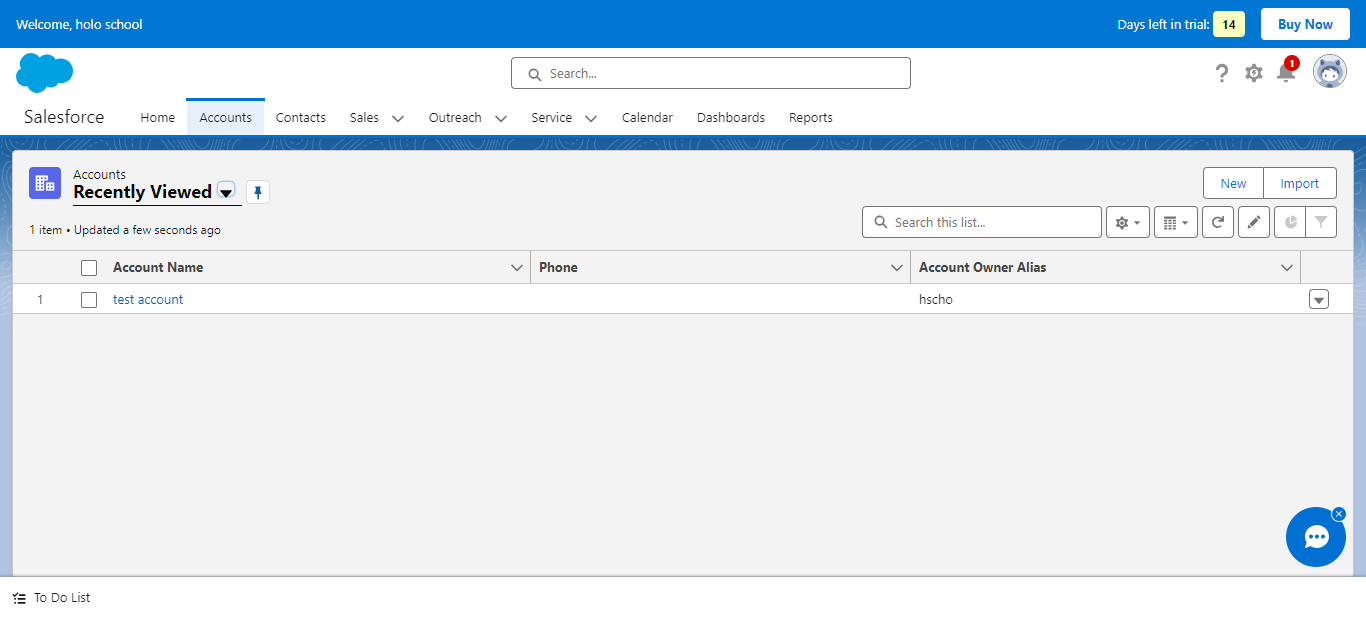 Welcome, holo school
Days left in trial: 14 Buy Now
Search...
1
Salesforce Home Accounts Contacts Sales Outreach Service Calendar Dashboards Reports
Accounts
Recently Viewed
New Import
1 item • Updated a few seconds ago
Search this list...
Account Name Phone Account Owner Alias
1 test account hscho
To Do List